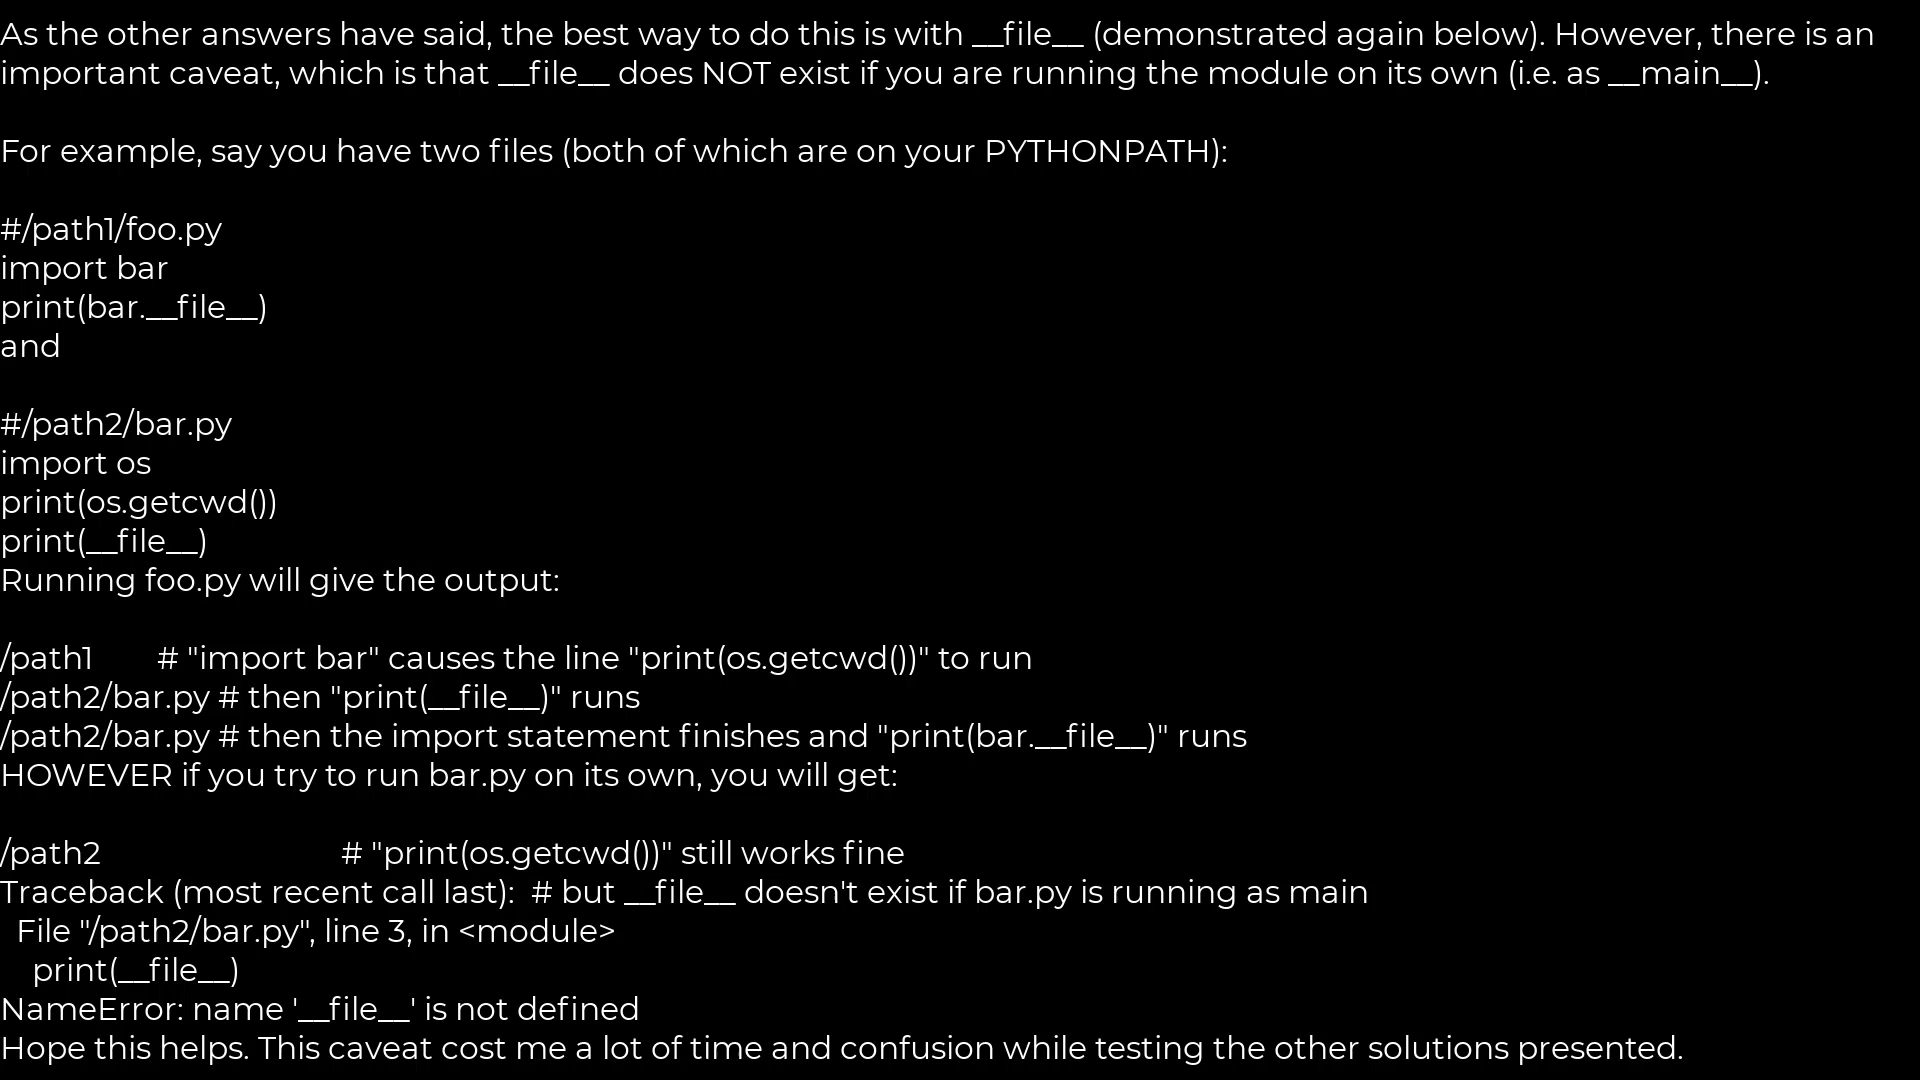 As the other answers have said, the best way to do this is with __file__ (demonstrated again below). However, there is an
important caveat, which is that __file__ does NOT exist if you are running the module on its own (i.e. as __main__).
For example, say you have two files (both of which are on your PYTHONPATH):
#/path1/foo.py
import bar
print(bar.__file__)
and
#/path2/bar.py
import os
print(os.getcwd())
print(__file__)
Running foo.py will give the output:
/path1        # "import bar" causes the line "print(os.getcwd())" to run
/path2/bar.py # then "print(__file__)" runs
/path2/bar.py # then the import statement finishes and "print(bar.__file__)" runs
HOWEVER if you try to run bar.py on its own, you will get:
/path2                              # "print(os.getcwd())" still works fine
Traceback (most recent call last):  # but __file__ doesn't exist if bar.py is running as main
  File "/path2/bar.py", line 3, in <module>
    print(__file__)
NameError: name '__file__' is not defined
Hope this helps. This caveat cost me a lot of time and confusion while testing the other solutions presented.